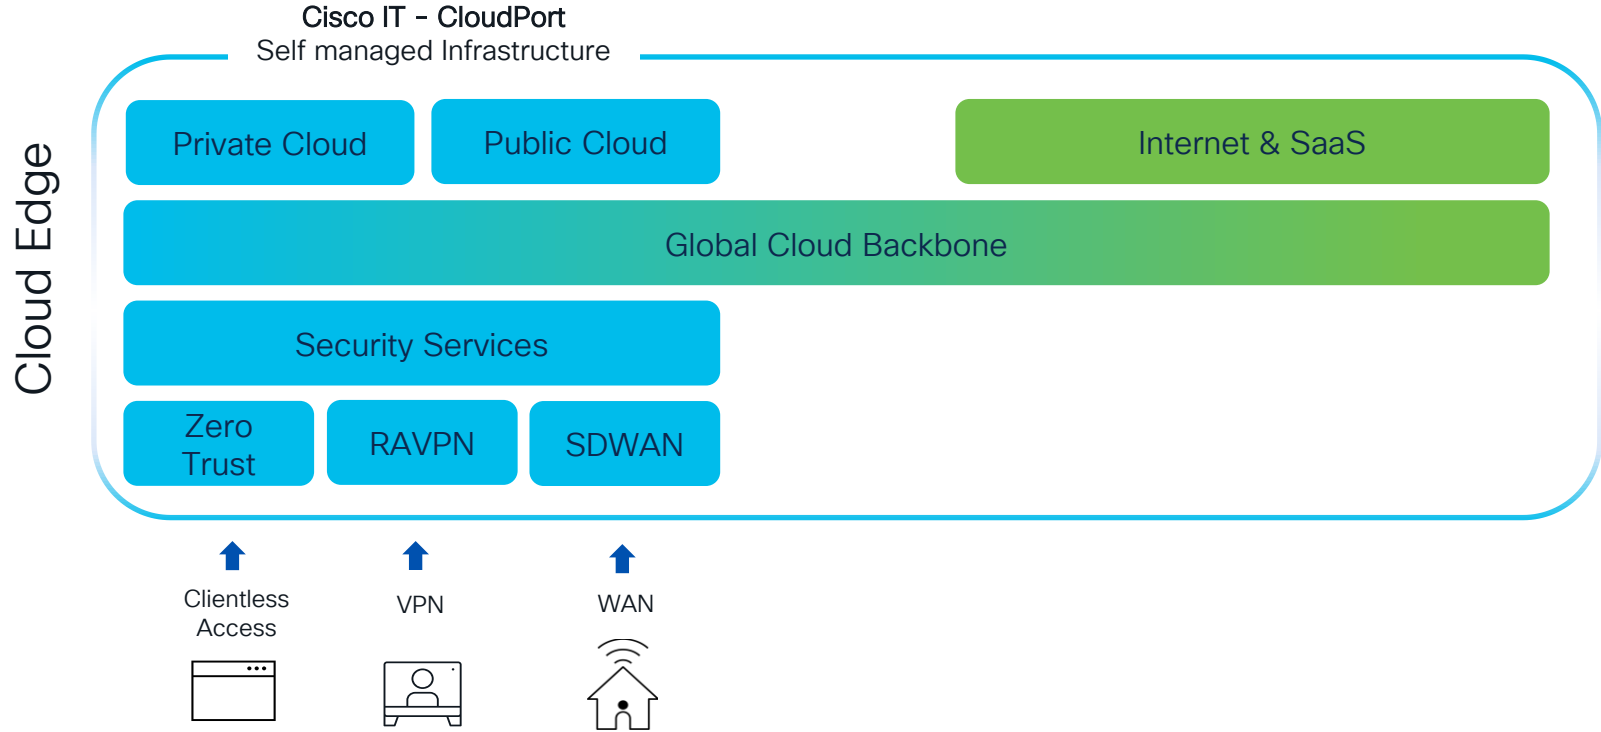 Cisco IT - CloudPort
Self managed Infrastructure
Cloud Edge
Private Cloud
Public Cloud
Internet & SaaS
Global Cloud Backbone
Security Services
Zero
Trust
RAVPN
SDWAN
Clientless
Access
VPN
WAN